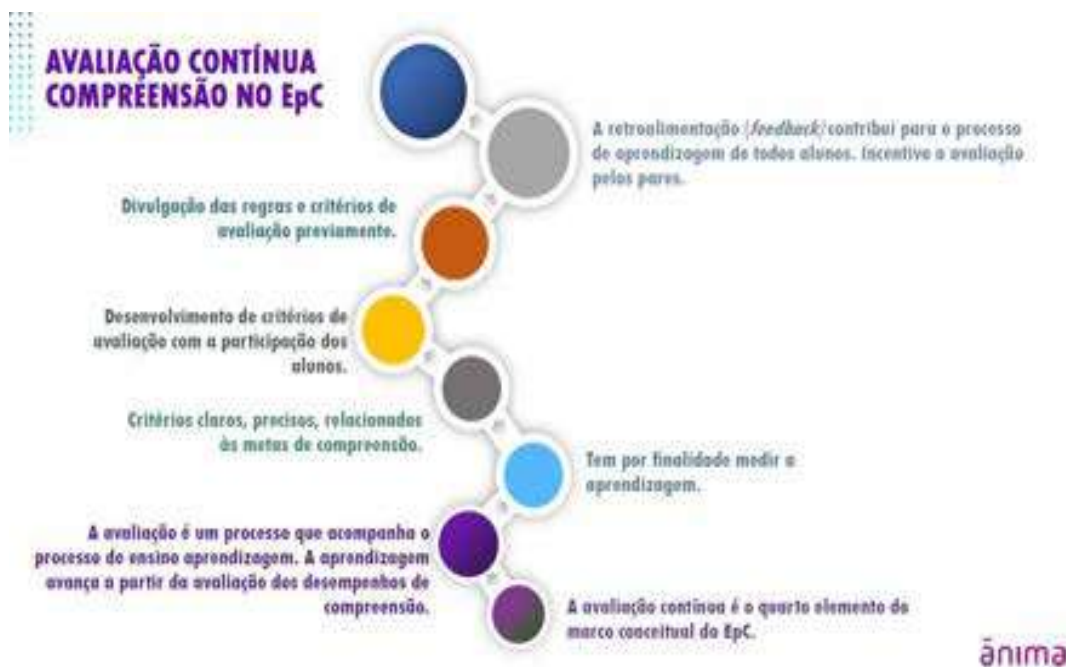 AVALIAÇÃO CONTÍNUA
COMPREENSÃO NO EpC
A retroalimentação (feedback) contribui para o processo
de aprendizagem de todos alunos. Incentive a avaliação
pelos pares.
Divulgação das regras e critérios de
avaliação previamente.
Desenvolvimento de critérios de
avaliação com a participação dos
alunos.
Critérios claros, precisos, relacionados
às metas de compreensão.
Tem por finalidade medir a
aprendizagem.
A avaliação é um processo que acompanha o
processo de ensino aprendizagem. A aprendizagem
avança a partir da avaliação dos desempenhos de
compreensão.
A avaliação contínua é o quarto elemento do
marco conceitual do EpC.
ănıma